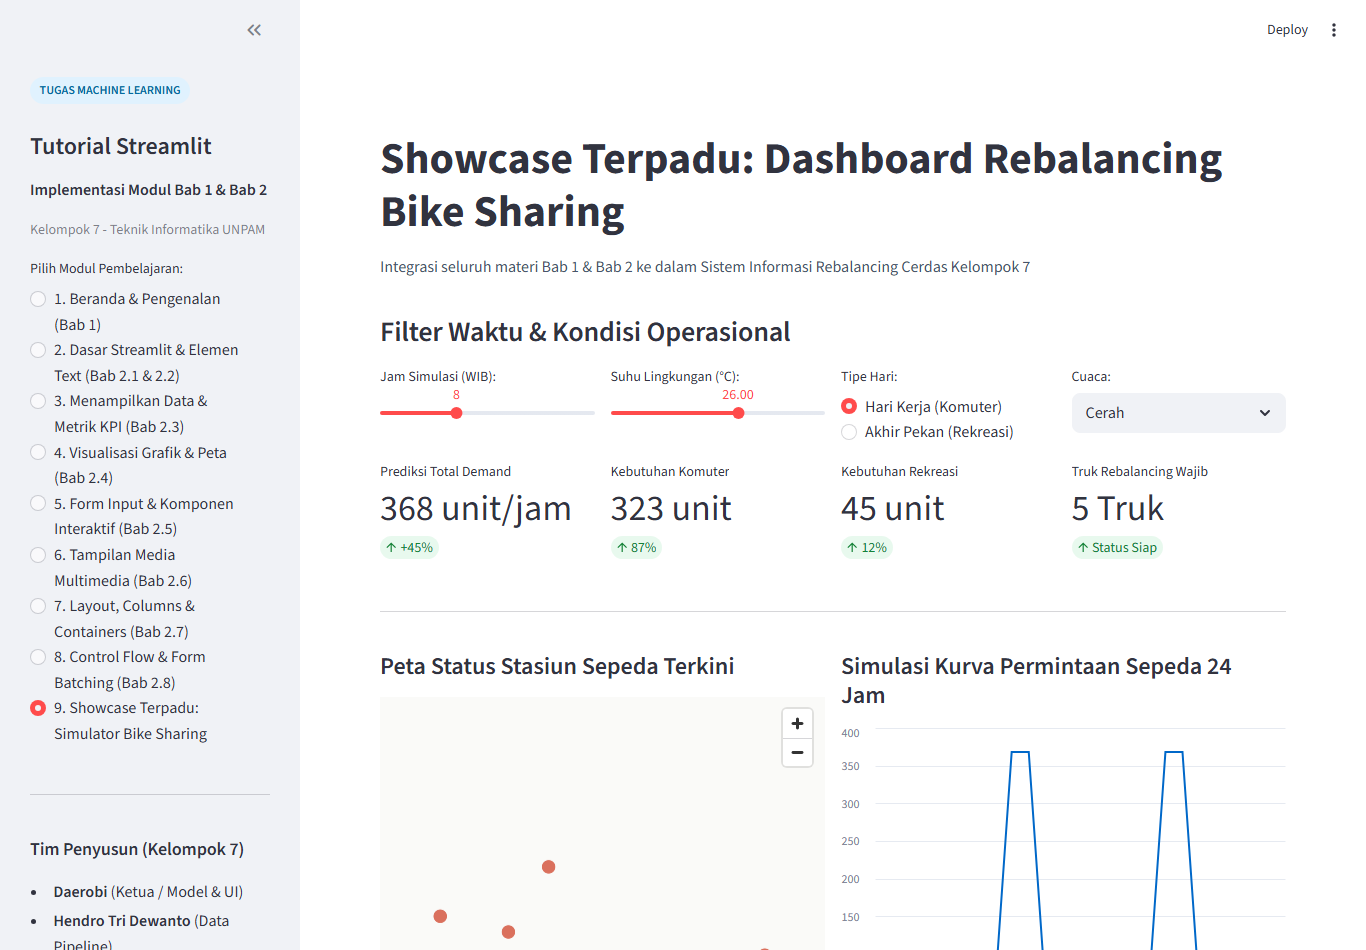 Deploy
TUGAS MACHINE LEARNING
Tutorial Streamlit
Implementasi Modul Bab 1 & Bab 2
Kelompok 7 - Teknik Informatika UNPAM
Pilih Modul Pembelajaran:
1. Beranda & Pengenalan
(Bab 1)
2. Dasar Streamlit & Elemen
Text (Bab 2.1 & 2.2)
3. Menampilkan Data &
Metrik KPI (Bab 2.3)
4. Visualisasi Grafik & Peta
(Bab 2.4)
5. Form Input & Komponen
Interaktif (Bab 2.5)
6. Tampilan Media
Multimedia (Bab 2.6)
7. Layout, Columns &
Containers (Bab 2.7)
8. Control Flow & Form
Batching (Bab 2.8)
9. Showcase Terpadu:
Simulator Bike Sharing
Tim Penyusun (Kelompok 7)
Daerobi (Ketua / Model & UI)
Hendro Tri Dewanto (Data
Pipeline)
Showcase Terpadu: Dashboard Rebalancing
Bike Sharing
Integrasi seluruh materi Bab 1 & Bab 2 ke dalam Sistem Informasi Rebalancing Cerdas Kelompok 7
Filter Waktu & Kondisi Operasional
Jam Simulasi (WIB):
8
Suhu Lingkungan (°C):
26.00
Tipe Hari:
Hari Kerja (Komuter)
Akhir Pekan (Rekreasi)
Cuaca:
Cerah
Prediksi Total Demand
368 unit/jam
↑ +45%
Kebutuhan Komuter
323 unit
↑ 87%
Kebutuhan Rekreasi
45 unit
↑ 12%
Truk Rebalancing Wajib
5 Truk
↑ Status Siap
Peta Status Stasiun Sepeda Terkini
+
−
Simulasi Kurva Permintaan Sepeda 24
Jam
400
350
300
250
200
150